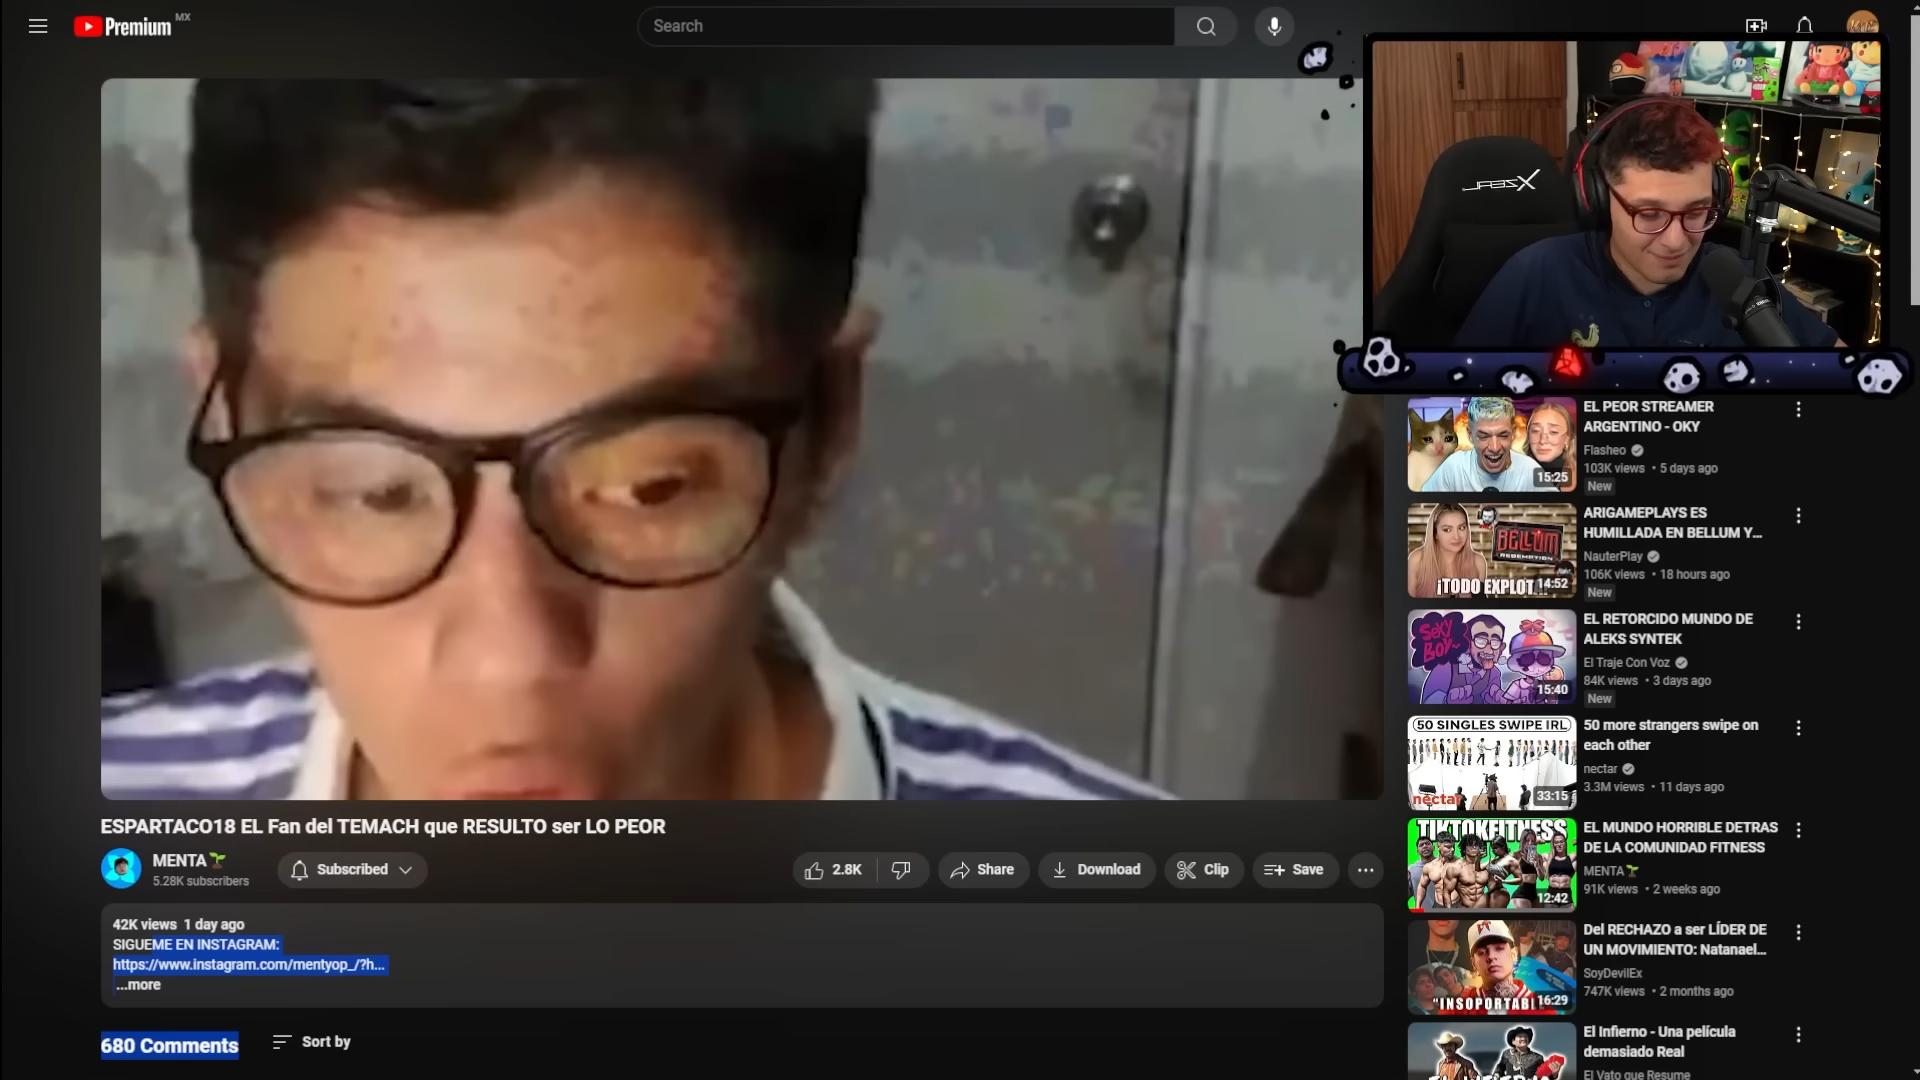 Premium MX
Search
XZEAL
ESPARTACO18 EL Fan del TEMACH que RESULTO ser LO PEOR
MENTA🌱
5.28K subscribers
Subscribed
2.8K
Share
Download
Clip
Save
42K views 1 day ago
SIGUEME EN INSTAGRAM:
https://www.instagram.com/mentyop_/?h...
...more
680 Comments
Sort by
15:25
EL PEOR STREAMER
ARGENTINO - OKY
Flasheo
103K views • 5 days ago
New
BELLUM
REDEMPTION
¡TODO EXPLOT...
14:52
ARIGAMEPLAYS ES
HUMILLADA EN BELLUM Y...
NauterPlay
106K views • 18 hours ago
New
SeXy
BoY~
15:40
EL RETORCIDO MUNDO DE
ALEKS SYNTEK
El Traje Con Voz
84K views • 3 days ago
New
50 SINGLES SWIPE IRL
nectar
33:15
50 more strangers swipe on
each other
nectar
3.3M views • 11 days ago
TIKTOKFITNESS
12:42
EL MUNDO HORRIBLE DETRAS
DE LA COMUNIDAD FITNESS
MENTA🌱
91K views • 2 weeks ago
"INSOPORTABL
16:29
Del RECHAZO a ser LÍDER DE
UN MOVIMIENTO: Natanael...
SoyDevilEx
747K views • 2 months ago
El Infierno - Una película
demasiado Real
El Vato que Resume